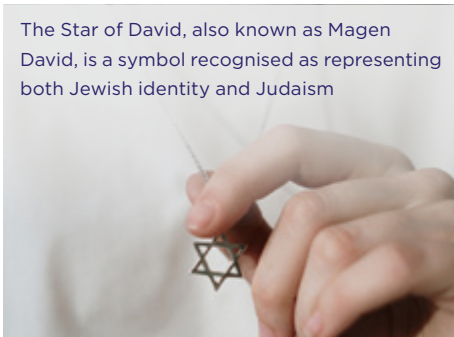 The Star of David, also known as Magen
David, is a symbol recognised as representing
both Jewish identity and Judaism